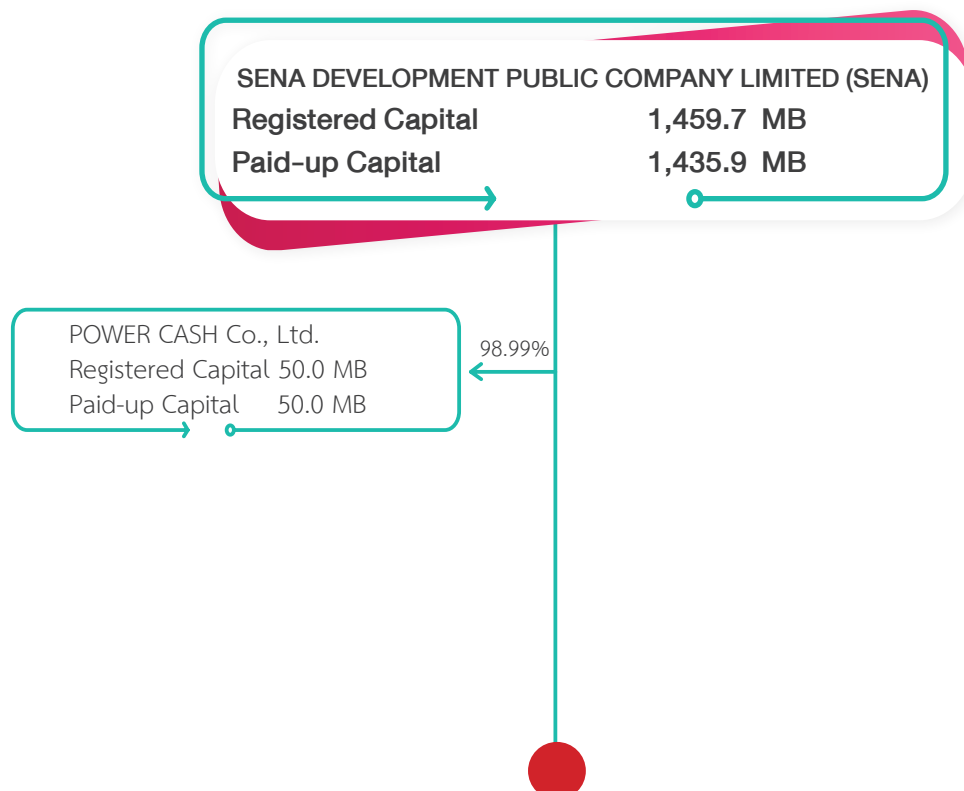 SENA DEVELOPMENT PUBLIC COMPANY LIMITED (SENA)
Registered Capital 1,459.7 MB
Paid-up Capital 1,435.9 MB
POWER CASH Co., Ltd.
Registered Capital 50.0 MB
Paid-up Capital 50.0 MB
98.99%